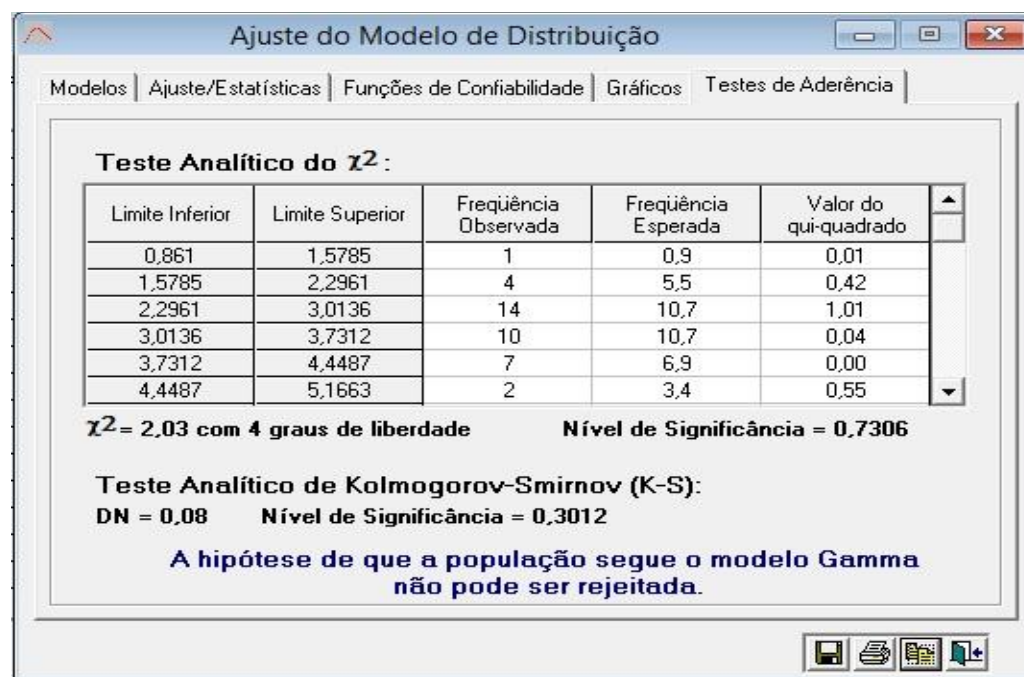 Ajuste do Modelo de Distribuição
Modelos Ajuste/Estatísticas Funções de Confiabilidade Gráficos Testes de Aderência
Teste Analítico do χ2 :
Limite Inferior Limite Superior Freqüência Observada Freqüência Esperada Valor do qui-quadrado
0,861 1,5785 1 0,9 0,01
1,5785 2,2961 4 5,5 0,42
2,2961 3,0136 14 10,7 1,01
3,0136 3,7312 10 10,7 0,04
3,7312 4,4487 7 6,9 0,00
4,4487 5,1663 2 3,4 0,55
χ2= 2,03 com 4 graus de liberdade Nível de Significância = 0,7306
Teste Analítico de Kolmogorov-Smirnov (K-S):
DN = 0,08 Nível de Significância = 0,3012
A hipótese de que a população segue o modelo Gamma
não pode ser rejeitada.